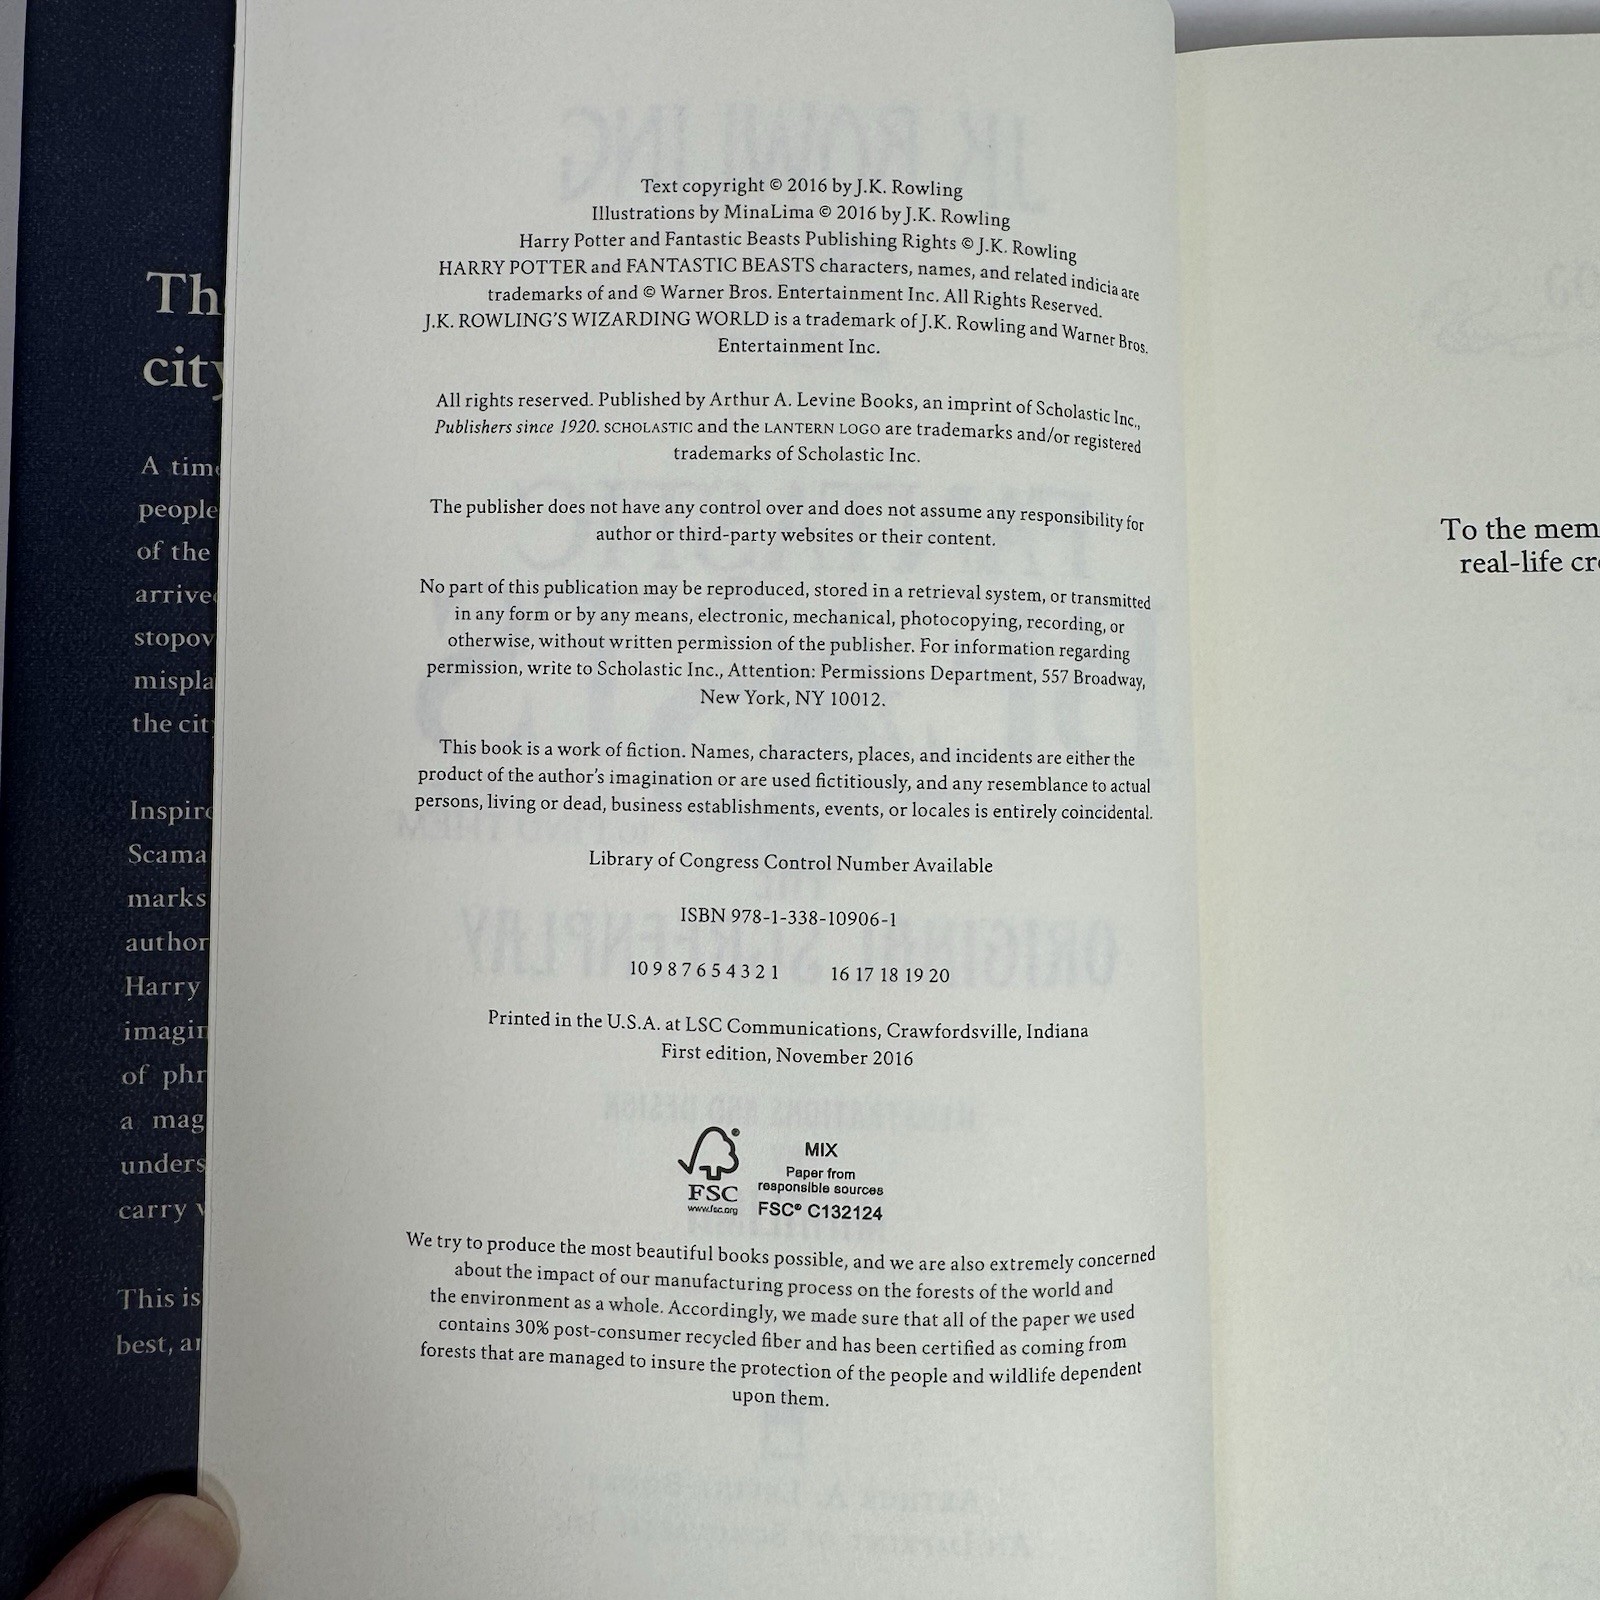 Th
city
A time
people
of the
arrive
stopov
mispla
the city
Inspire
Scama
marks
author
Harry
imagin
of phr
a mag
unders
carry
This is
best, an
JK ROWLING
Text copyright © 2016 by J.K. Rowling
Illustrations by MinaLima © 2016 by J.K. Rowling
Harry Potter and Fantastic Beasts Publishing Rights © J.K. Rowling
HARRY POTTER and FANTASTIC BEASTS characters, names, and related indicia are
trademarks of and © Warner Bros. Entertainment Inc. All Rights Reserved.
J.K. ROWLING'S WIZARDING WORLD is a trademark of J.K. Rowling and Warner Bros.
Entertainment Inc.
All rights reserved. Published by Arthur A. Levine Books, an imprint of Scholastic Inc.,
Publishers since 1920. SCHOLASTIC and the LANTERN LOGO are trademarks and/or registered
trademarks of Scholastic Inc.
The publisher does not have any control over and does not assume any responsibility for
author or third-party websites or their content.
No part of this publication may be reproduced, stored in a retrieval system, or transmitted
in any form or by any means, electronic, mechanical, photocopying, recording, or
otherwise, without written permission of the publisher. For information regarding
permission, write to Scholastic Inc., Attention: Permissions Department, 557 Broadway,
New York, NY 10012.
This book is a work of fiction. Names, characters, places, and incidents are either the
product of the author's imagination or are used fictitiously, and any resemblance to actual
persons, living or dead, business establishments, events, or locales is entirely coincidental.
Library of Congress Control Number Available
ISBN 978-1-338-10906-1
10 9 8 7 6 5 4 3 2 1 16 17 18 19 20
Printed in the U.S.A. at LSC Communications, Crawfordsville, Indiana
First edition, November 2016
FSC
www.fsc.org
MIX
Paper from
responsible sources
FSC® C132124
We try to produce the most beautiful books possible, and we are also extremely concerned
about the impact of our manufacturing process on the forests of the world and
the environment as a whole. Accordingly, we made sure that all of the paper we used
contains 30% post-consumer recycled fiber and has been certified as coming from
forests that are managed to insure the protection of the people and wildlife dependent
upon them.
To the mem
real-life cr